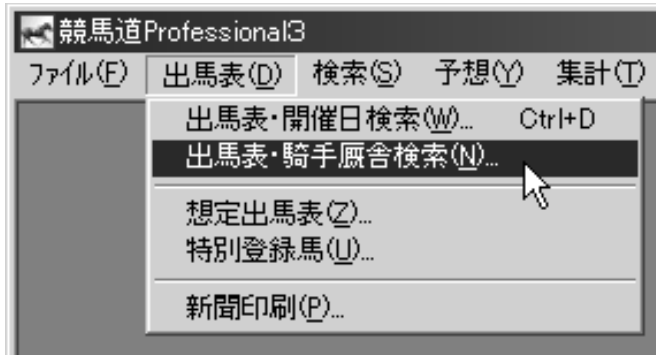 競馬道Professional3
ファイル(F) 出馬表(D) 検索(S) 予想(Y) 集計(T)
出馬表・開催日検索(W)... Ctrl+D
出馬表・騎手厩舎検索(N)...
想定出馬表(Z)...
特別登録馬(U)...
新聞印刷(P)...